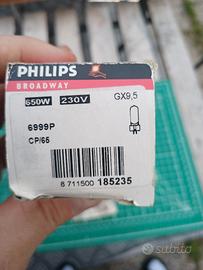 PHILIPS
BROADWAY
650W 230V GX9,5
6999P
CP/65
8 711500 185235
subito